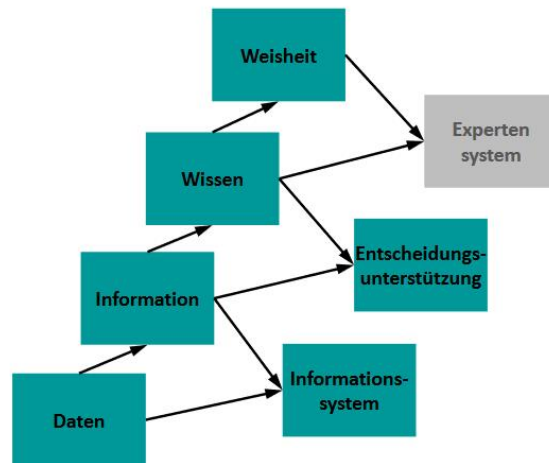 Weisheit
Experten
system
Wissen
Entscheidungs-
unterstützung
Information
Informations-
system
Daten